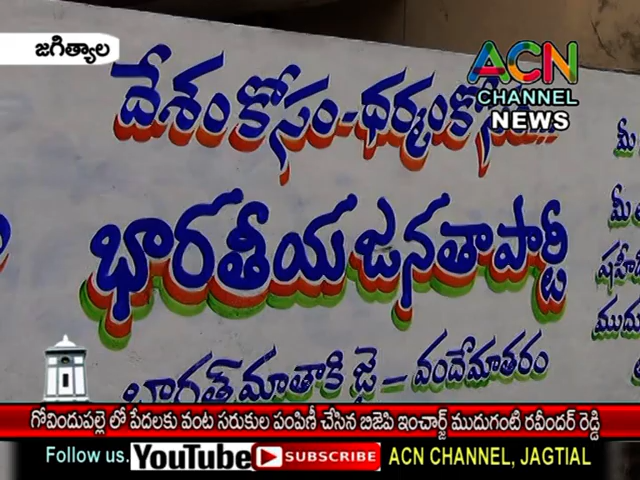 జగిత్యాల
ACN
CHANNEL
NEWS
దేశం కోసం-ధర్మంకోసం...
భారతీయ జనతాపార్టీ
భారత్ మాతాకి జై - వందేమాతరం
మీ
మీ
షహీ
ముదు
గోవిందుపల్లె లో పేదలకు వంట సరుకుల పంపిణీ చేసిన బిజెపి ఇంచార్జ్ ముదుగంటి రవీందర్ రెడ్డి
Follow us. YouTube SUBSCRIBE ACN CHANNEL, JAGTIAL